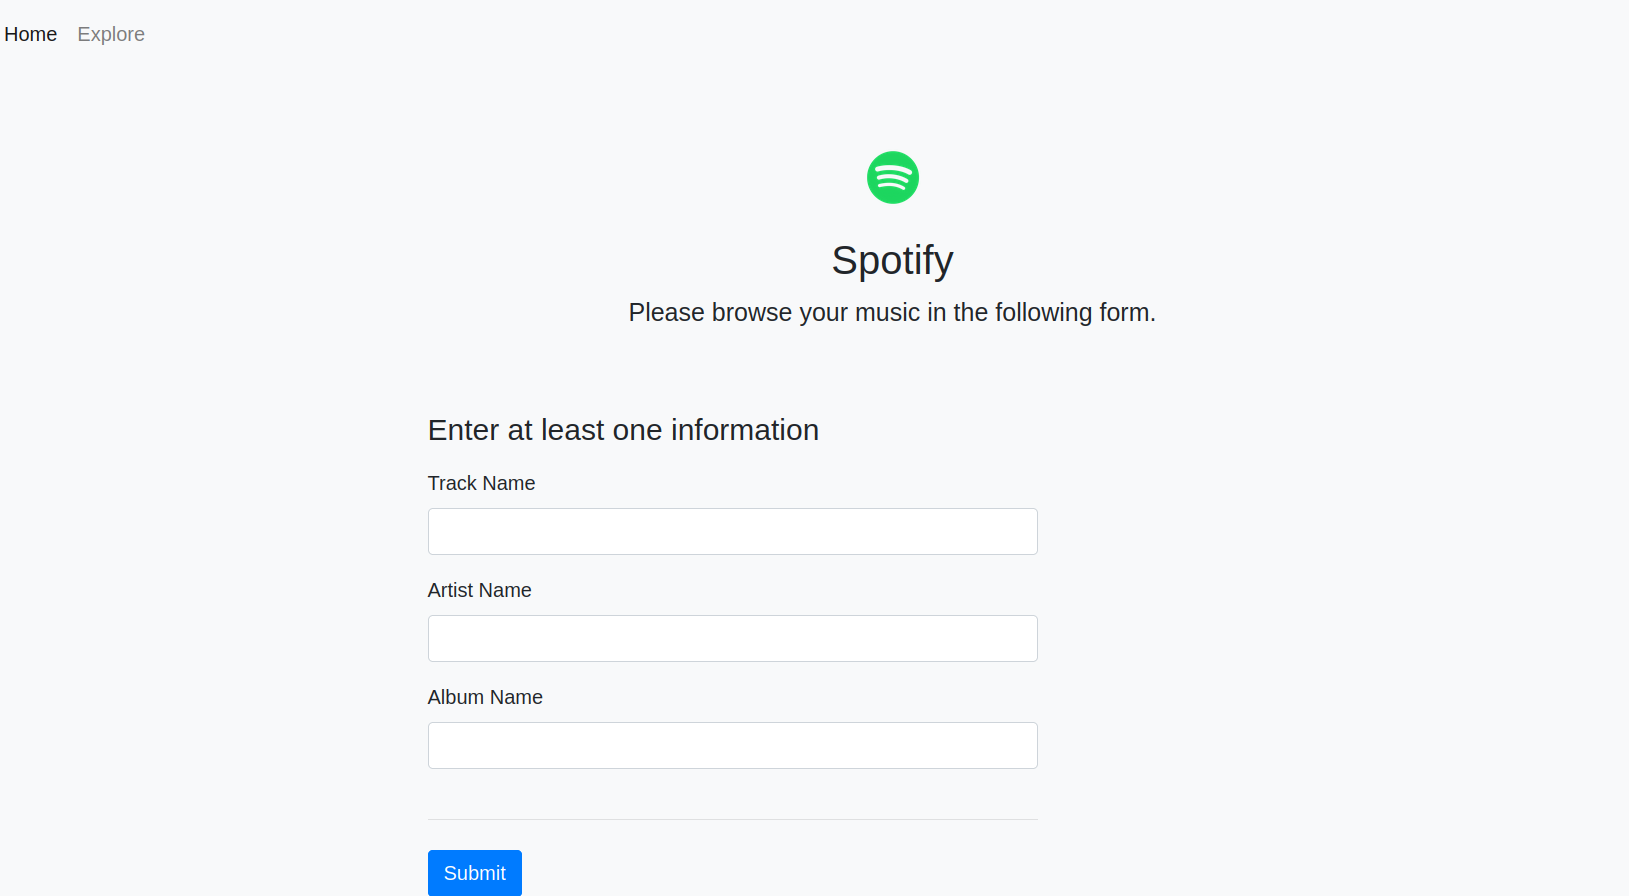 Home Explore
Spotify
Please browse your music in the following form.
Enter at least one information
Track Name
Artist Name
Album Name
Submit